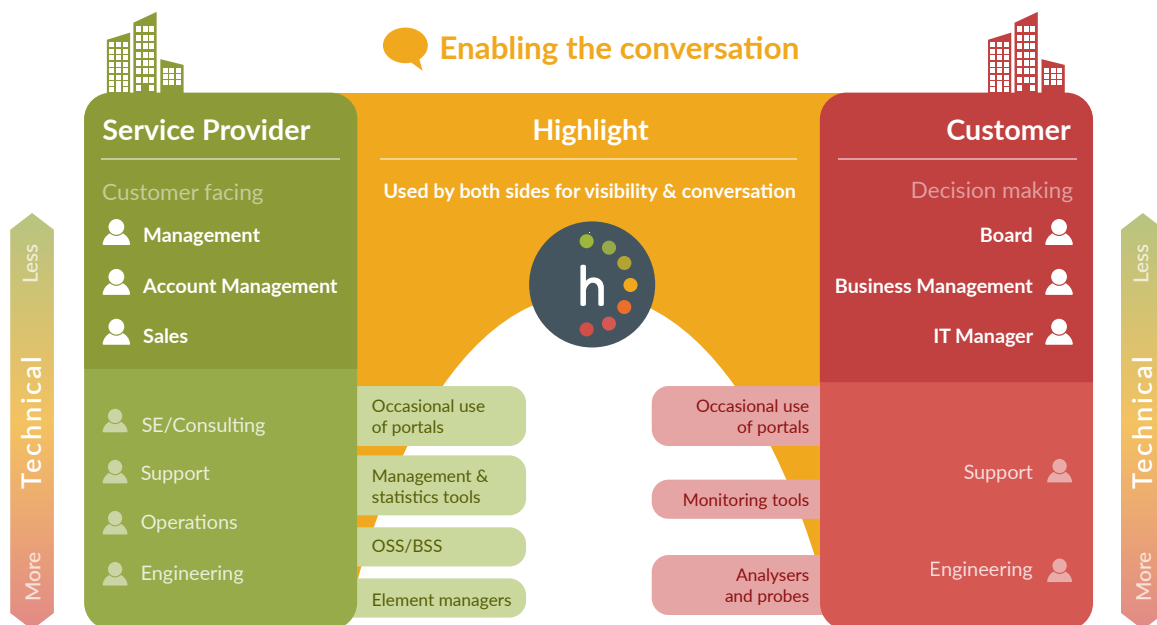 Enabling the conversation
Service Provider
Customer facing
Management
Account Management
Sales
SE/Consulting
Support
Operations
Engineering
Highlight
Used by both sides for visibility & conversation
h
Occasional use
of portals
Management &
statistics tools
OSS/BSS
Element managers
Occasional use
of portals
Monitoring tools
Analysers
and probes
Customer
Decision making
Board
Business Management
IT Manager
Support
Engineering
Less
Technical
More
Less
Technical
More